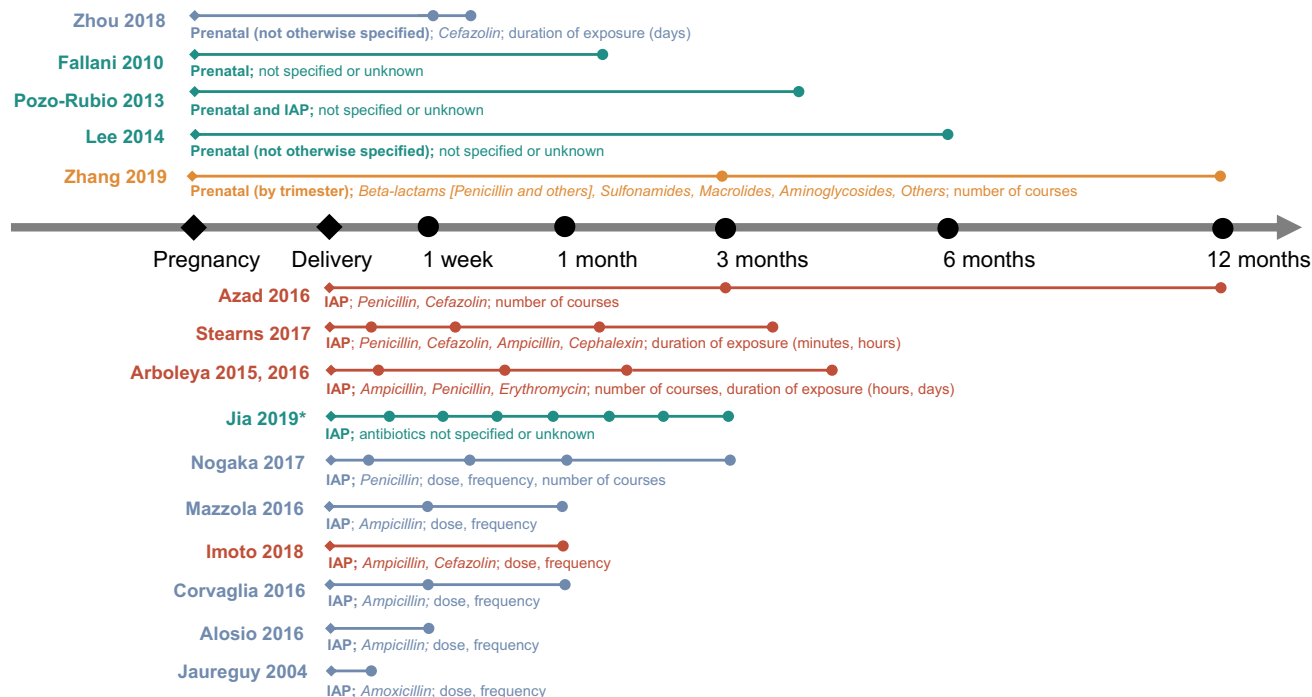 Zhou 2018
Prenatal (not otherwise specified); Cefazolin; duration of exposure (days)
Fallani 2010
Prenatal; not specified or unknown
Pozo-Rubio 2013
Prenatal and IAP; not specified or unknown
Lee 2014
Prenatal (not otherwise specified); not specified or unknown
Zhang 2019
Prenatal (by trimester); Beta-lactams [Penicillin and others], Sulfonamides, Macrolides, Aminoglycosides, Others; number of courses
Pregnancy Delivery 1 week 1 month 3 months 6 months 12 months
Azad 2016
IAP; Penicillin, Cefazolin; number of courses
Stearns 2017
IAP; Penicillin, Cefazolin, Ampicillin, Cephalexin; duration of exposure (minutes, hours)
Arboleya 2015, 2016
IAP; Ampicillin, Penicillin, Erythromycin; number of courses, duration of exposure (hours, days)
Jia 2019*
IAP; antibiotics not specified or unknown
Nogaka 2017
IAP; Penicillin; dose, frequency, number of courses
Mazzola 2016
IAP; Ampicillin; dose, frequency
Imoto 2018
IAP; Ampicillin, Cefazolin; dose, frequency
Corvaglia 2016
IAP; Ampicillin; dose, frequency
Alosio 2016
IAP; Ampicillin; dose, frequency
Jaureguy 2004
IAP; Amoxicillin; dose, frequency